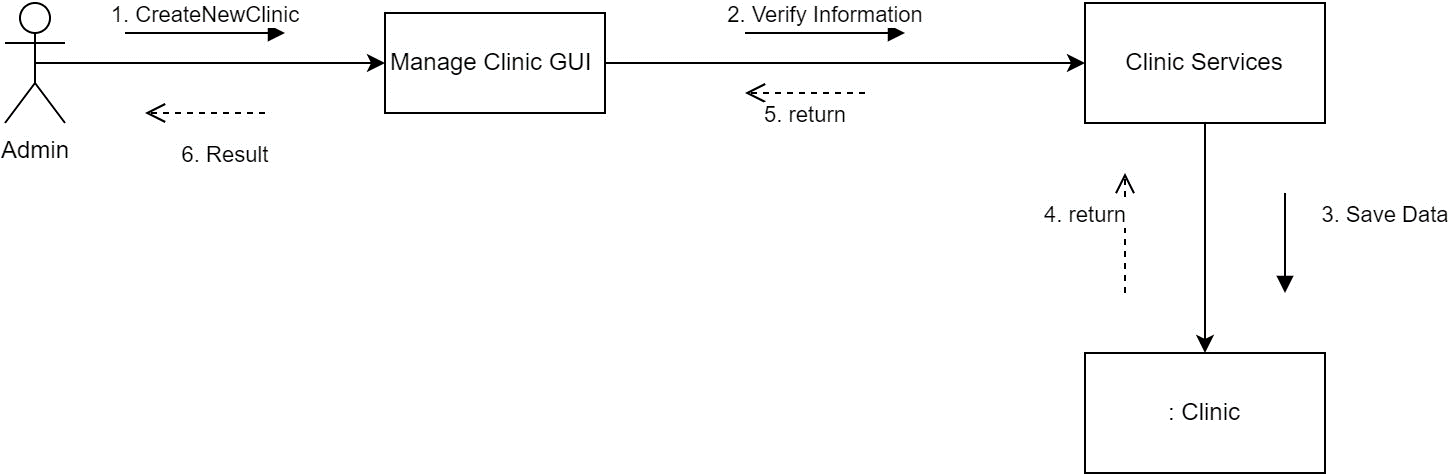 1. CreateNewClinic
2. Verify Information
Manage Clinic GUI
Clinic Services
5. return
Admin
6. Result
4. return
3. Save Data
: Clinic